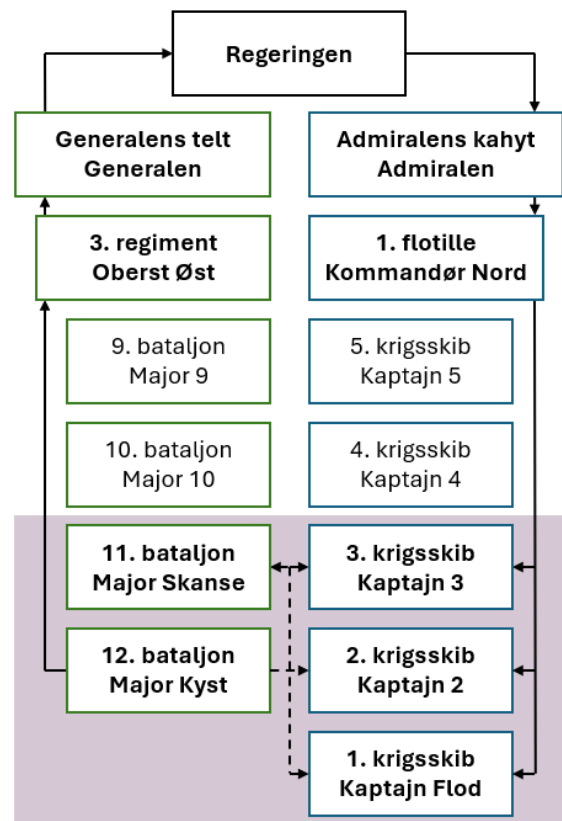 Regeringen
Generalens telt
Generalen
Admiralens kahyt
Admiralen
3. regiment
Oberst Øst
1. flotille
Kommandør Nord
9. bataljon
Major 9
5. krigsskib
Kaptajn 5
10. bataljon
Major 10
4. krigsskib
Kaptajn 4
11. bataljon
Major Skanse
3. krigsskib
Kaptajn 3
12. bataljon
Major Kyst
2. krigsskib
Kaptajn 2
1. krigsskib
Kaptajn Flod